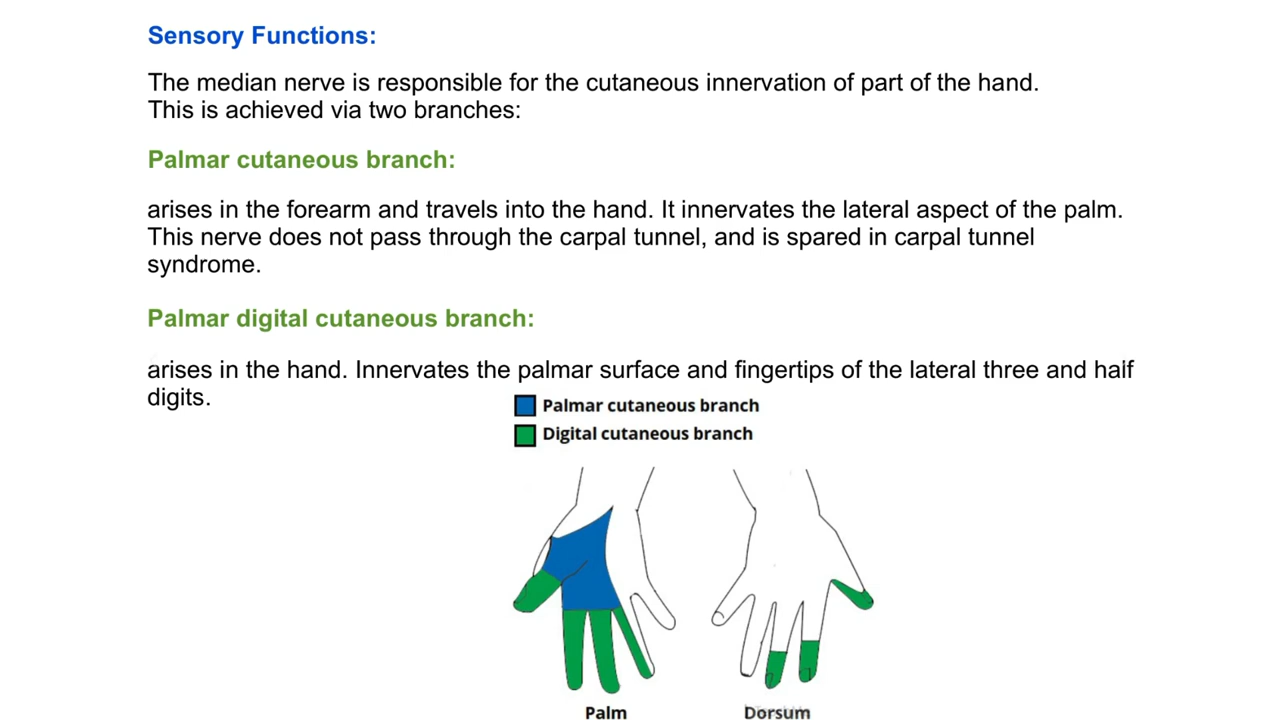 Sensory Functions:
The median nerve is responsible for the cutaneous innervation of part of the hand.
This is achieved via two branches:
Palmar cutaneous branch:
arises in the forearm and travels into the hand. It innervates the lateral aspect of the palm.
This nerve does not pass through the carpal tunnel, and is spared in carpal tunnel
syndrome.
Palmar digital cutaneous branch:
arises in the hand. Innervates the palmar surface and fingertips of the lateral three and half
digits.
Palmar cutaneous branch
Digital cutaneous branch
Palm
Dorsum